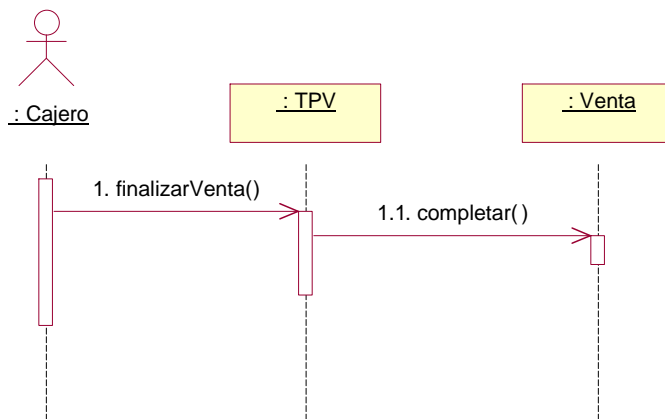 : Cajero
: TPV
: Venta
1. finalizarVenta()
1.1. completar( )